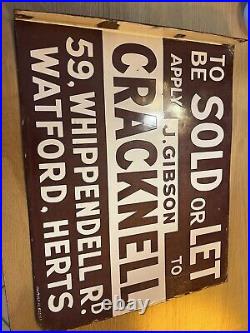 TO
BE SOLD OR LET
APPLY J. GIBSON TO
CRACKNELL
59, WHIPPENDELL RD.
WATFORD, HERTS